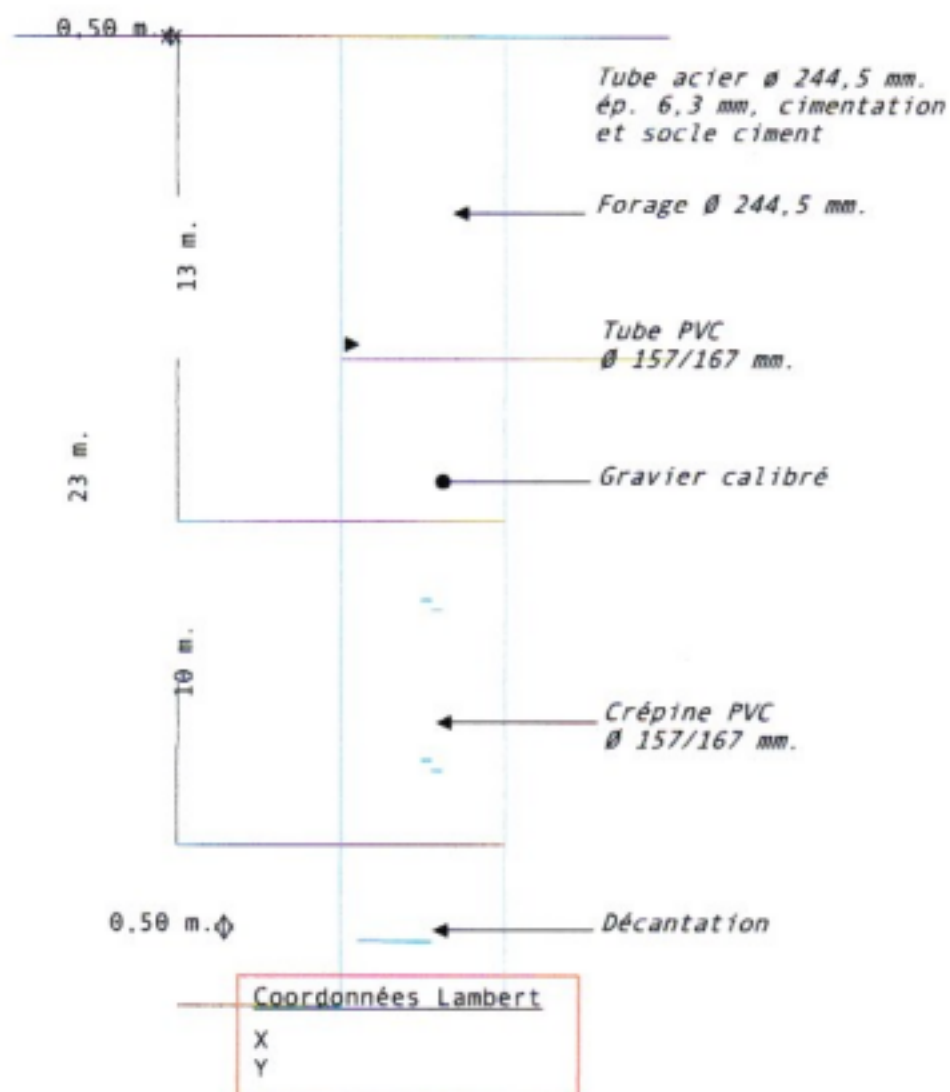 0,50 m.
Tube acier ø 244,5 mm.
ép. 6,3 mm, cimentation
et socle ciment
Forage Ø 244,5 mm.
13 m.
Tube PVC
Ø 157/167 mm.
23 m.
Gravier calibré
10 m.
Crépine PVC
Ø 157/167 mm.
0,50 m.
Décantation
Coordonnées Lambert
X
Y